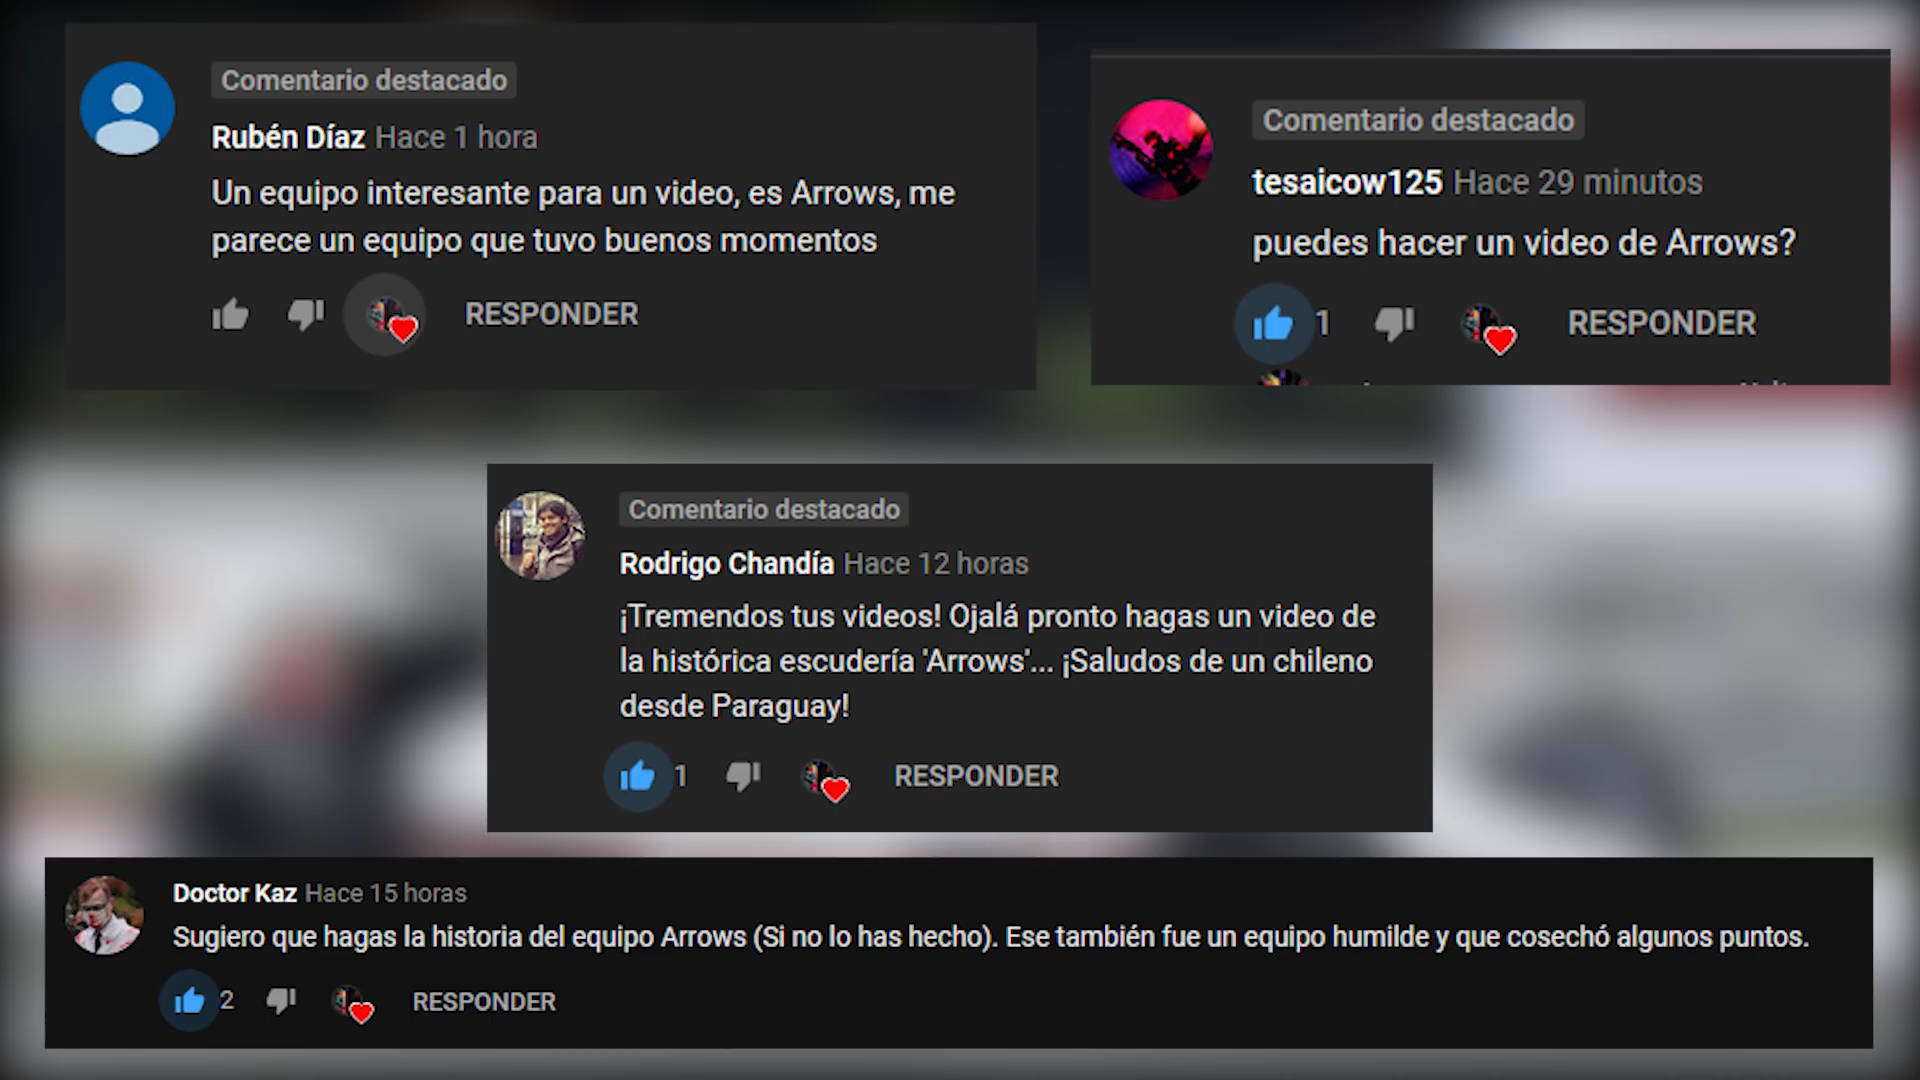 Comentario destacado
Rubén Díaz Hace 1 hora
Un equipo interesante para un video, es Arrows, me
parece un equipo que tuvo buenos momentos
RESPONDER
Comentario destacado
tesaicow125 Hace 29 minutos
puedes hacer un video de Arrows?
1 RESPONDER
Comentario destacado
Rodrigo Chandía Hace 12 horas
¡Tremendos tus videos! Ojalá pronto hagas un video de
la histórica escudería 'Arrows'... ¡Saludos de un chileno
desde Paraguay!
1 RESPONDER
Doctor Kaz Hace 15 horas
Sugiero que hagas la historia del equipo Arrows (Si no lo has hecho). Ese también fue un equipo humilde y que cosechó algunos puntos.
2 RESPONDER